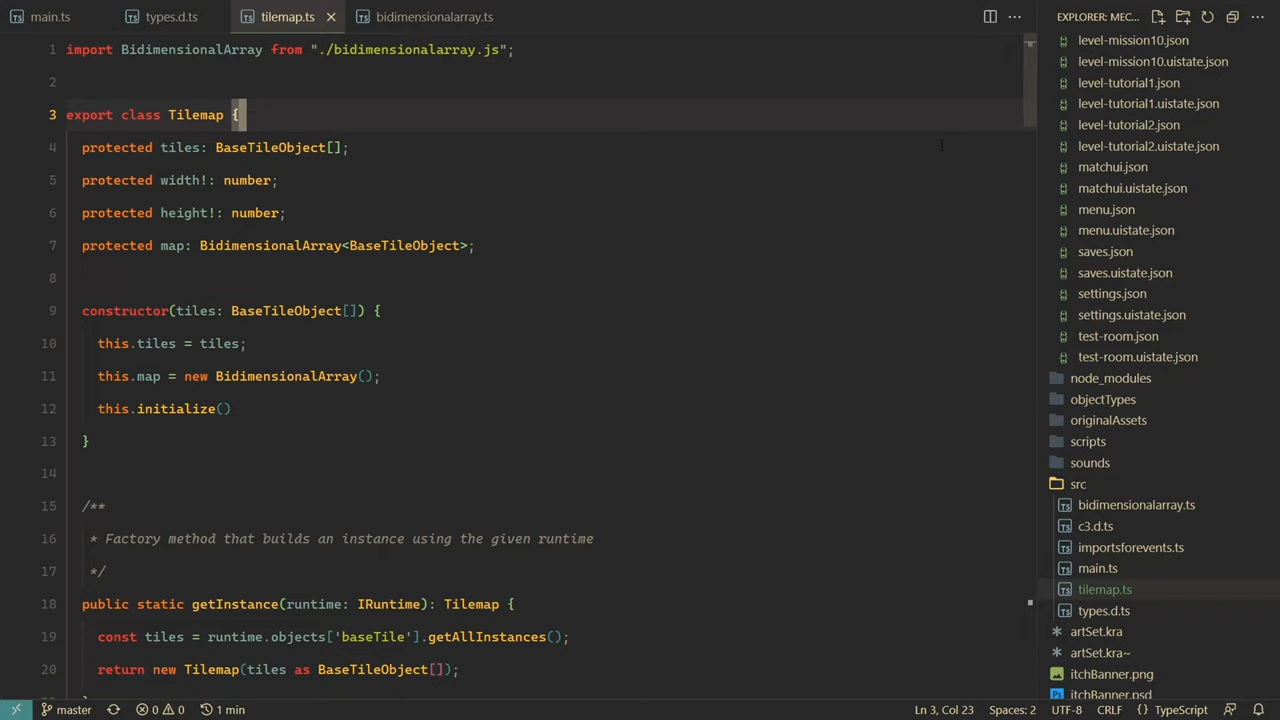 main.ts
types.d.ts
tilemap.ts
bidimensionalarray.ts
1 import BidimensionalArray from "./bidimensionalarray.js";
2
3 export class Tilemap {
4 protected tiles: BaseTileObject[];
5 protected width!: number;
6 protected height!: number;
7 protected map: BidimensionalArray<BaseTileObject>;
8
9 constructor(tiles: BaseTileObject[]) {
10 this.tiles = tiles;
11 this.map = new BidimensionalArray();
12 this.initialize()
13 }
14
15 /**
16 * Factory method that builds an instance using the given runtime
17 */
18 public static getInstance(runtime: IRuntime): Tilemap {
19 const tiles = runtime.objects['baseTile'].getAllInstances();
20 return new Tilemap(tiles as BaseTileObject[]);
EXPLORER: MEC...
level-mission10.json
level-mission10.uistate.json
level-tutorial1.json
level-tutorial1.uistate.json
level-tutorial2.json
level-tutorial2.uistate.json
matchui.json
matchui.uistate.json
menu.json
menu.uistate.json
saves.json
saves.uistate.json
settings.json
settings.uistate.json
test-room.json
test-room.uistate.json
node_modules
objectTypes
originalAssets
scripts
sounds
src
TS bidimensionalarray.ts
TS c3.d.ts
TS importsforevents.ts
TS main.ts
TS tilemap.ts
TS types.d.ts
artSet.kra
artSet.kra~
itchBanner.png
itchBanner.psd
master
0 0
1 min
Ln 3, Col 23
Spaces: 2
UTF-8
CRLF
TypeScript